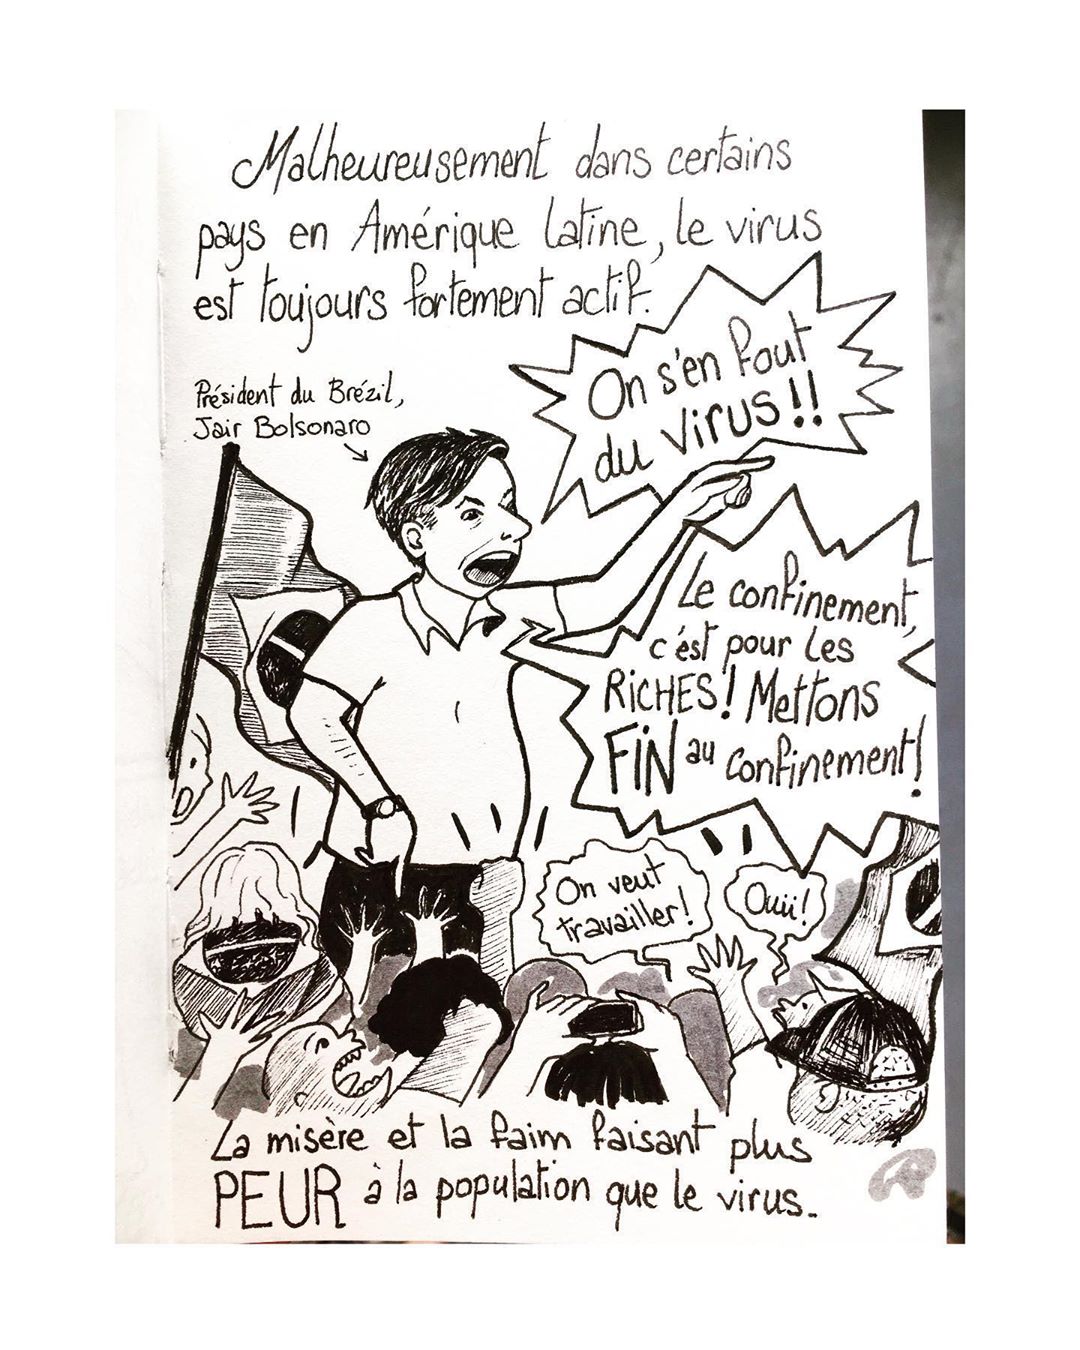 Malheureusement dans certains
pays en Amérique Latine, le virus
est toujours fortement actif.
Président du Brézil,
Jair Bolsonaro
On s'en fout
du virus!!
Le confinement,
c'est pour les
RICHES! Mettons
FIN au confinement!
On veut
travailler!
Ouii!
La misère et la faim faisant plus
PEUR à la population que le virus.